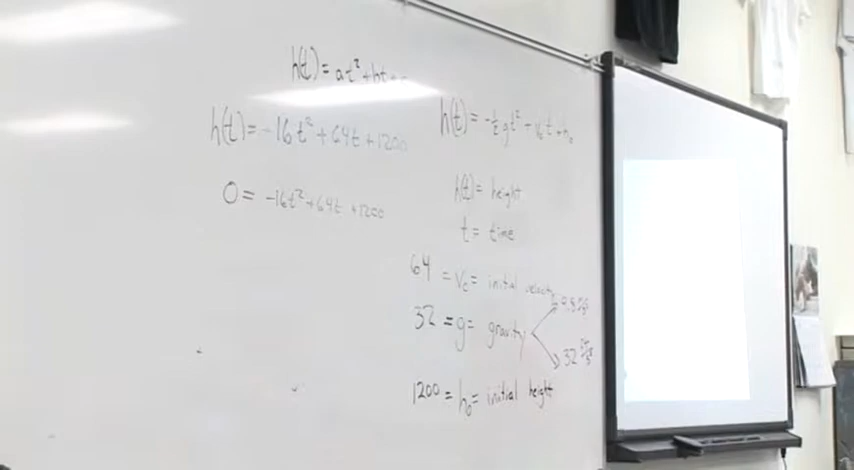 h(t) = at² + bt
h(t) = -16t² + 64t + 1200
0 = -16t² + 64t + 1200
h(t) = -½gt² + t + h₀
h(t) = height
t = time
64 = v₀ = initial velocity
32 = g = gravity
9.8
32
1200 = h₀ = initial height